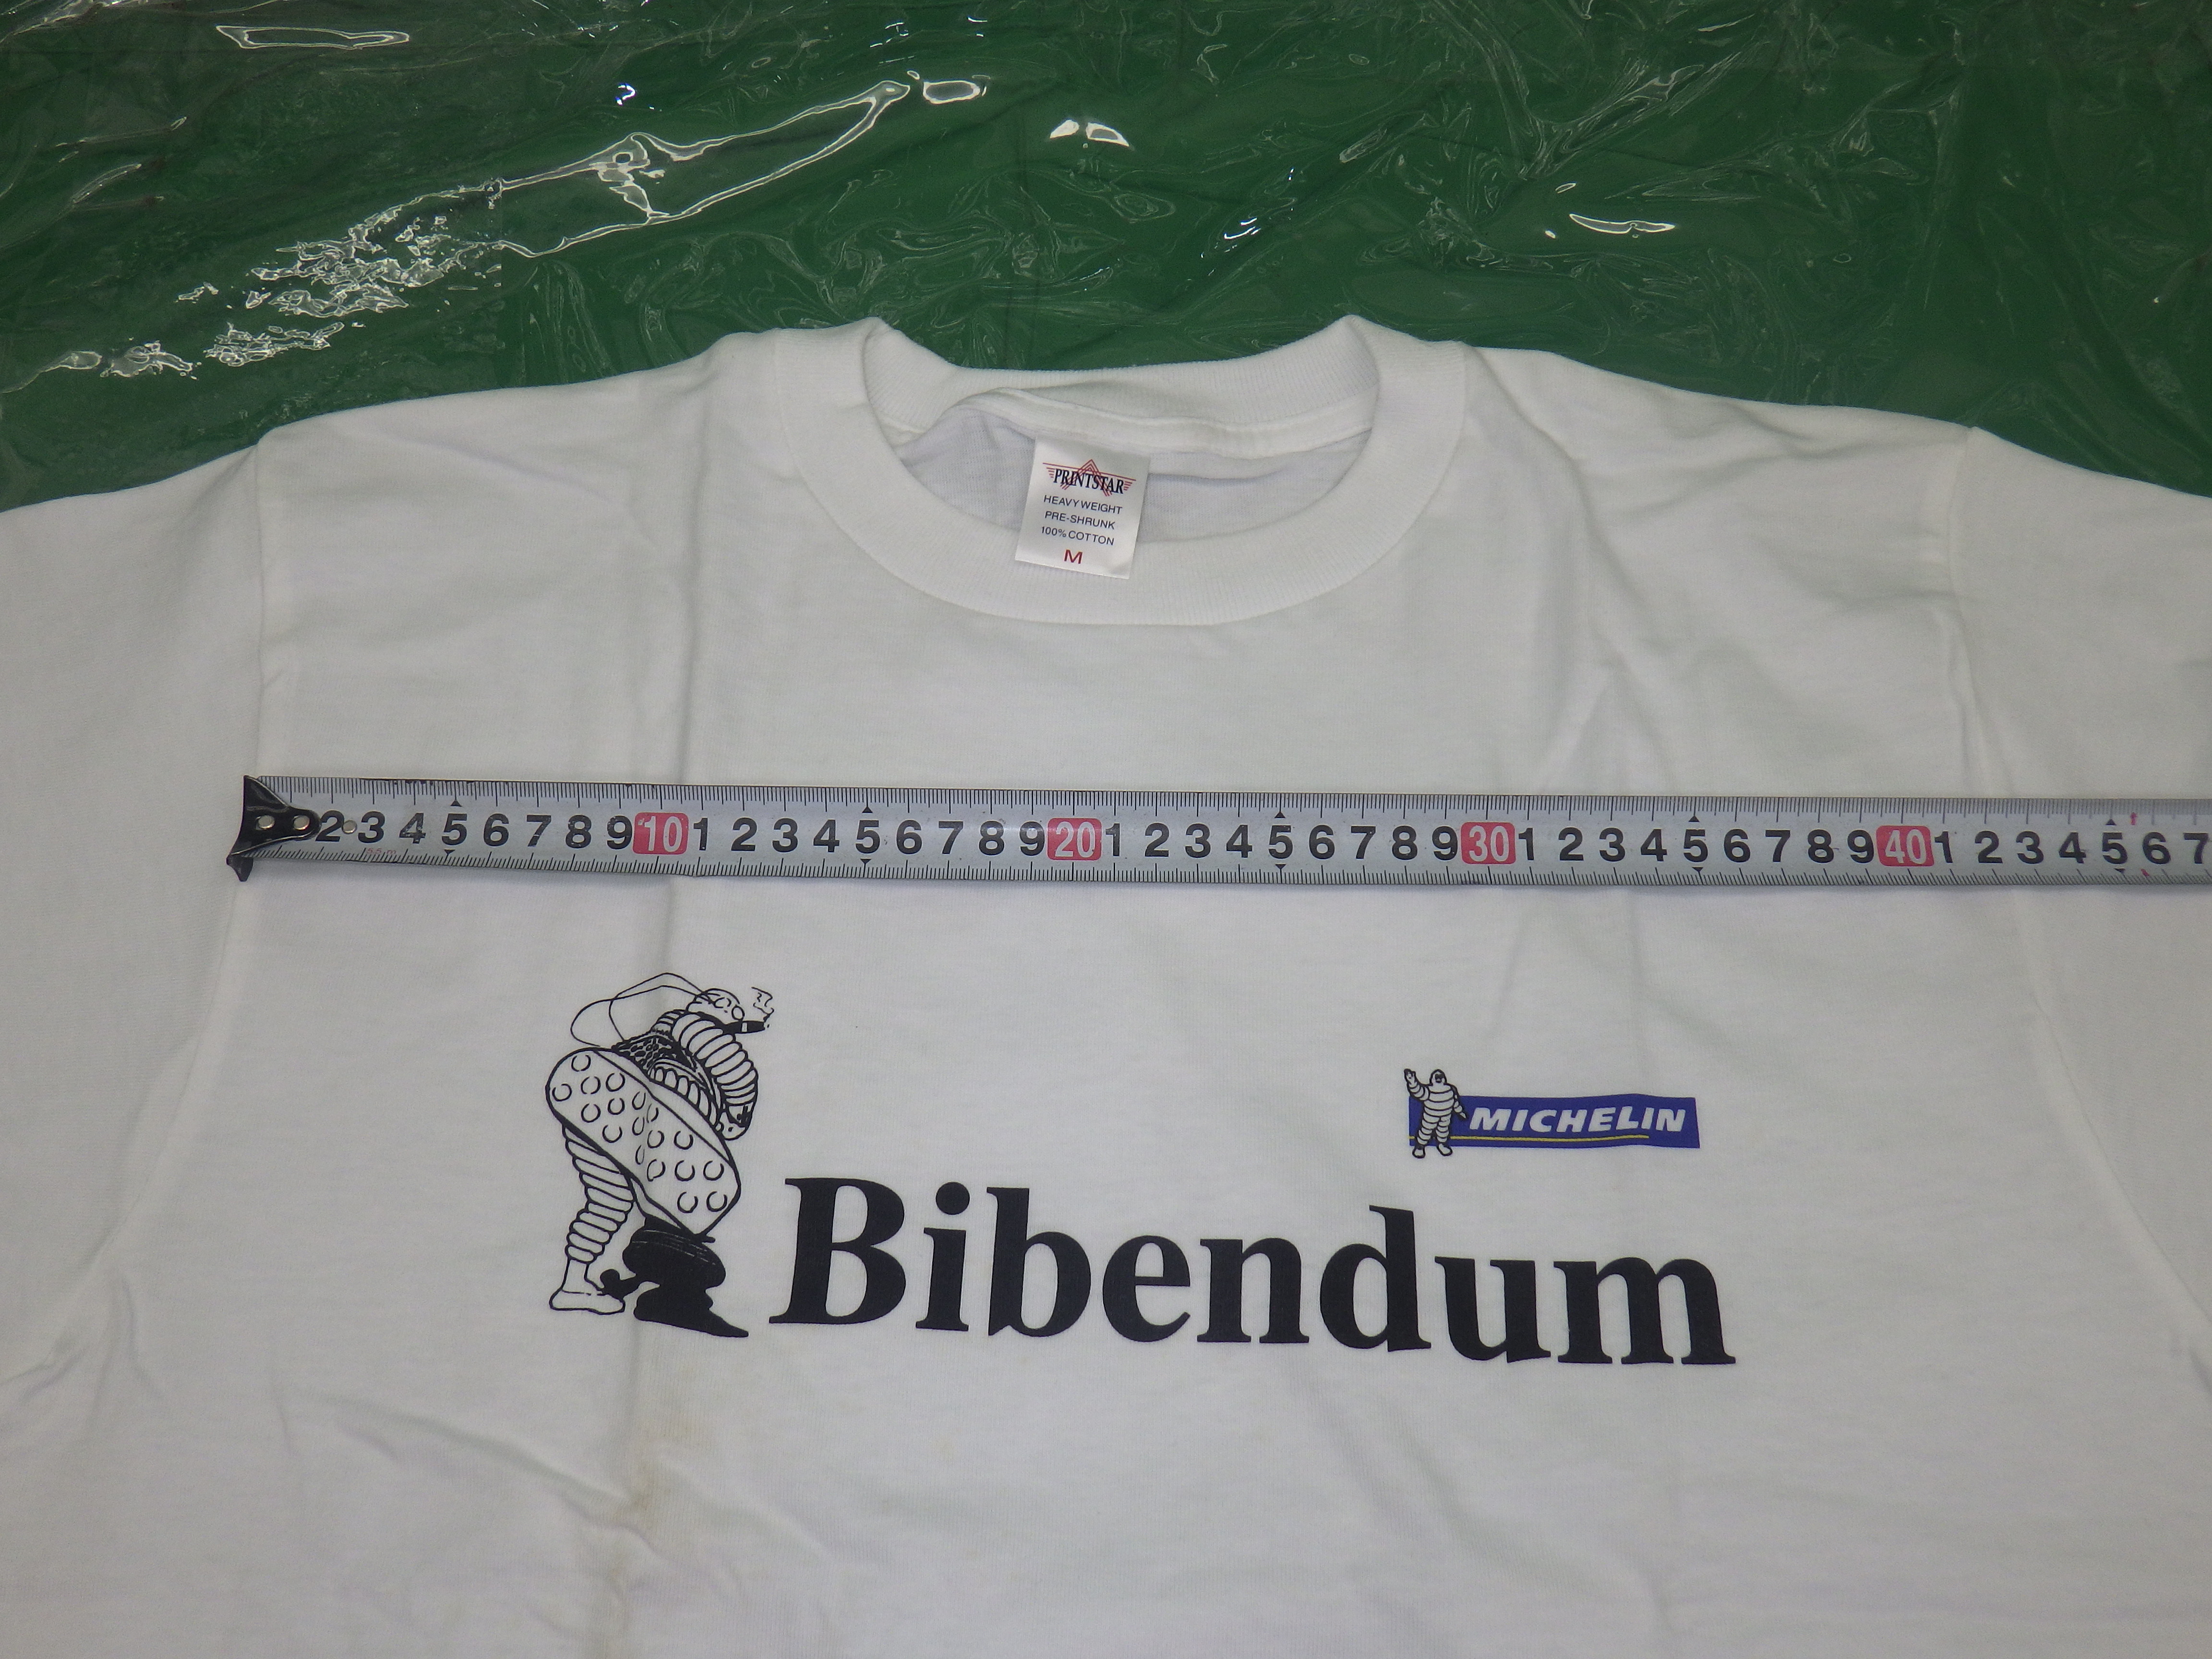 PRINTSTAR
HEAVY WEIGHT
PRE-SHRUNK
100% COTTON
M
2 3 4 5 6 7 8 9 10 1 2 3 4 5 6 7 8 9 20 1 2 3 4 5 6 7 8 9 30 1 2 3 4 5 6 7 8 9 40 1 2 3 4 5 6 7
MICHELIN
Bibendum